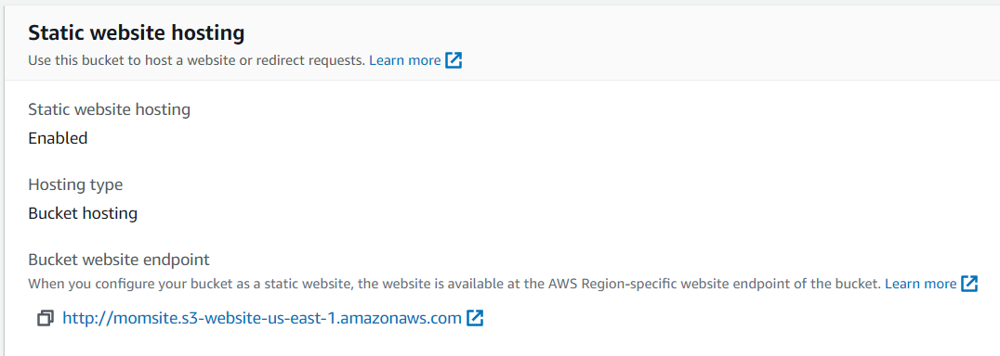 Static website hosting
Use this bucket to host a website or redirect requests. Learn more
Static website hosting
Enabled
Hosting type
Bucket hosting
Bucket website endpoint
When you configure your bucket as a static website, the website is available at the AWS Region-specific website endpoint of the bucket. Learn more
http://momsite.s3-website-us-east-1.amazonaws.com